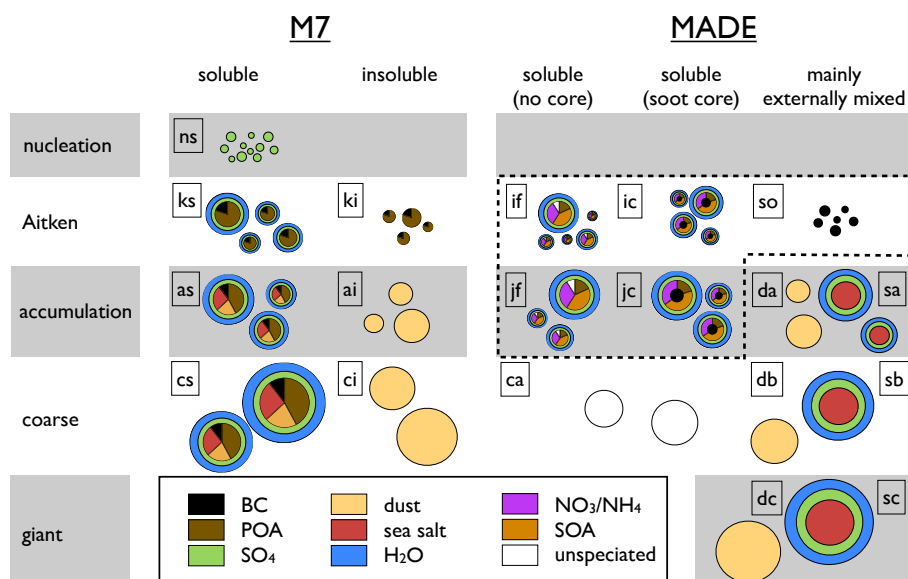 M7 MADE
soluble insoluble soluble soluble mainly
(no core) (soot core) externally mixed
nucleation ns
Aitken ks ki if ic so
accumulation as ai jf jc da sa
coarse cs ci ca db sb
giant dc sc
BC dust NO₃/NH₄
POA sea salt SOA
SO₄ H₂O unspeciated